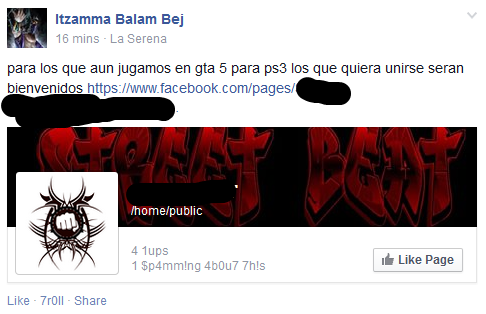 Itzamma Balam Bej
16 mins · La Serena
para los que aun jugamos en gta 5 para ps3 los que quiera unirse seran
bienvenidos https://www.facebook.com/pages/
STREET BEAT
/home/public
4 1ups
1 $p4mm!ng 4b0u7 7h!s
Like Page
Like · 7r0ll · Share